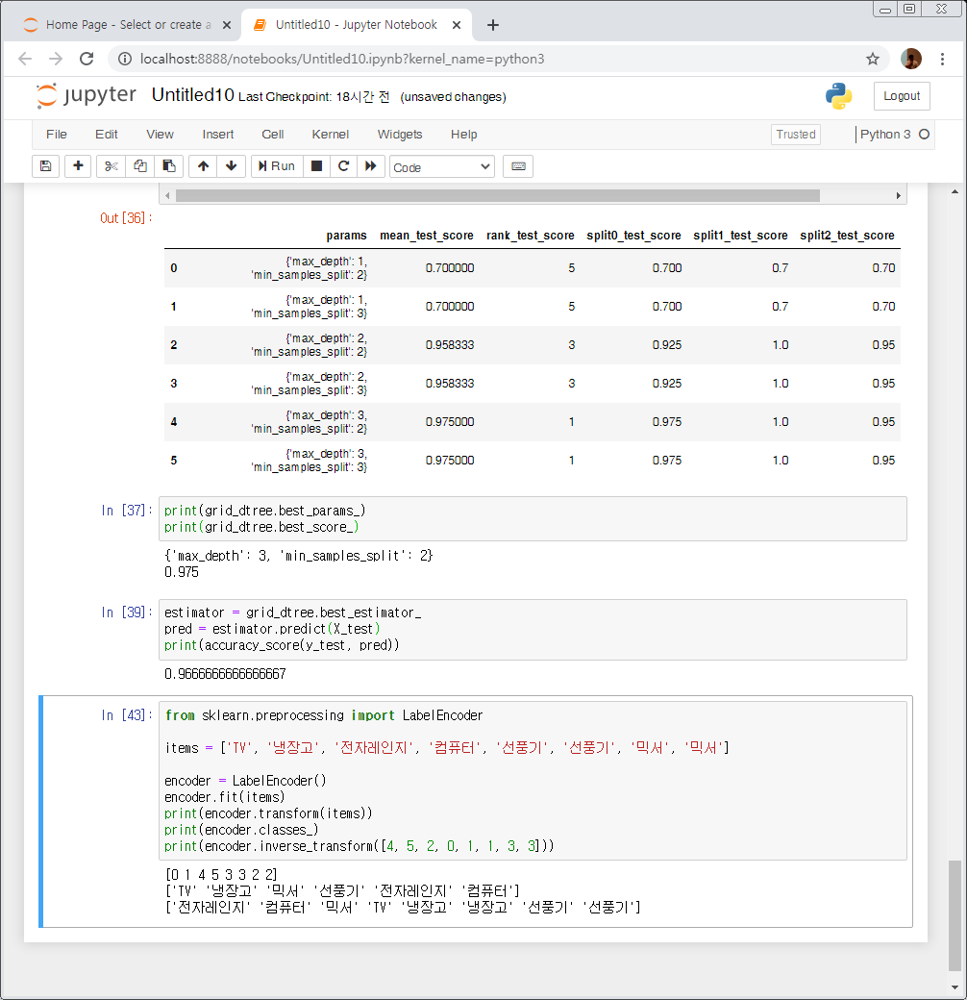 Home Page - Select or create a
Untitled10 - Jupyter Notebook
localhost:8888/notebooks/Untitled10.ipynb?kernel_name=python3
jupyter Untitled10 Last Checkpoint: 18시간 전 (unsaved changes)
Logout
File Edit View Insert Cell Kernel Widgets Help
Trusted
Python 3
Run
Code
Out [36]:
params mean_test_score rank_test_score split0_test_score split1_test_score split2_test_score
0 {'max_depth': 1, 'min_samples_split': 2} 0.700000 5 0.700 0.7 0.70
1 {'max_depth': 1, 'min_samples_split': 3} 0.700000 5 0.700 0.7 0.70
2 {'max_depth': 2, 'min_samples_split': 2} 0.958333 3 0.925 1.0 0.95
3 {'max_depth': 2, 'min_samples_split': 3} 0.958333 3 0.925 1.0 0.95
4 {'max_depth': 3, 'min_samples_split': 2} 0.975000 1 0.975 1.0 0.95
5 {'max_depth': 3, 'min_samples_split': 3} 0.975000 1 0.975 1.0 0.95
In [37]:
print(grid_dtree.best_params_)
print(grid_dtree.best_score_)
{'max_depth': 3, 'min_samples_split': 2}
0.975
In [39]:
estimator = grid_dtree.best_estimator_
pred = estimator.predict(X_test)
print(accuracy_score(y_test, pred))
0.9666666666666667
In [43]:
from sklearn.preprocessing import LabelEncoder
items = ['TV', '냉장고', '전자레인지', '컴퓨터', '선풍기', '선풍기', '믹서', '믹서']
encoder = LabelEncoder()
encoder.fit(items)
print(encoder.transform(items))
print(encoder.classes_)
print(encoder.inverse_transform([4, 5, 2, 0, 1, 1, 3, 3]))
[0 1 4 5 3 3 2 2]
['TV' '냉장고' '믹서' '선풍기' '전자레인지' '컴퓨터']
['전자레인지' '컴퓨터' '믹서' 'TV' '냉장고' '냉장고' '선풍기' '선풍기']